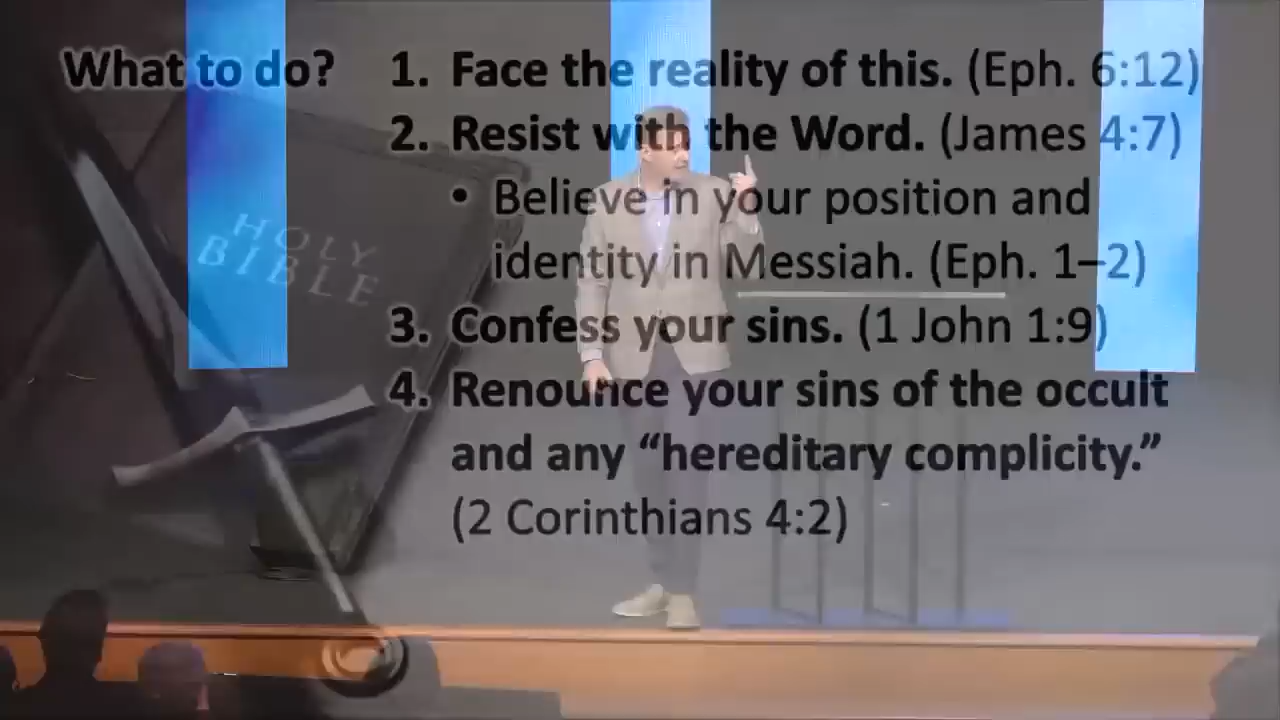 What to do? 1. Face the reality of this. (Eph. 6:12)
2. Resist with the Word. (James 4:7)
• Believe in your position and
identity in Messiah. (Eph. 1–2)
3. Confess your sins. (1 John 1:9)
4. Renounce your sins of the occult
and any “hereditary complicity.”
(2 Corinthians 4:2)
HOLY
BIBLE